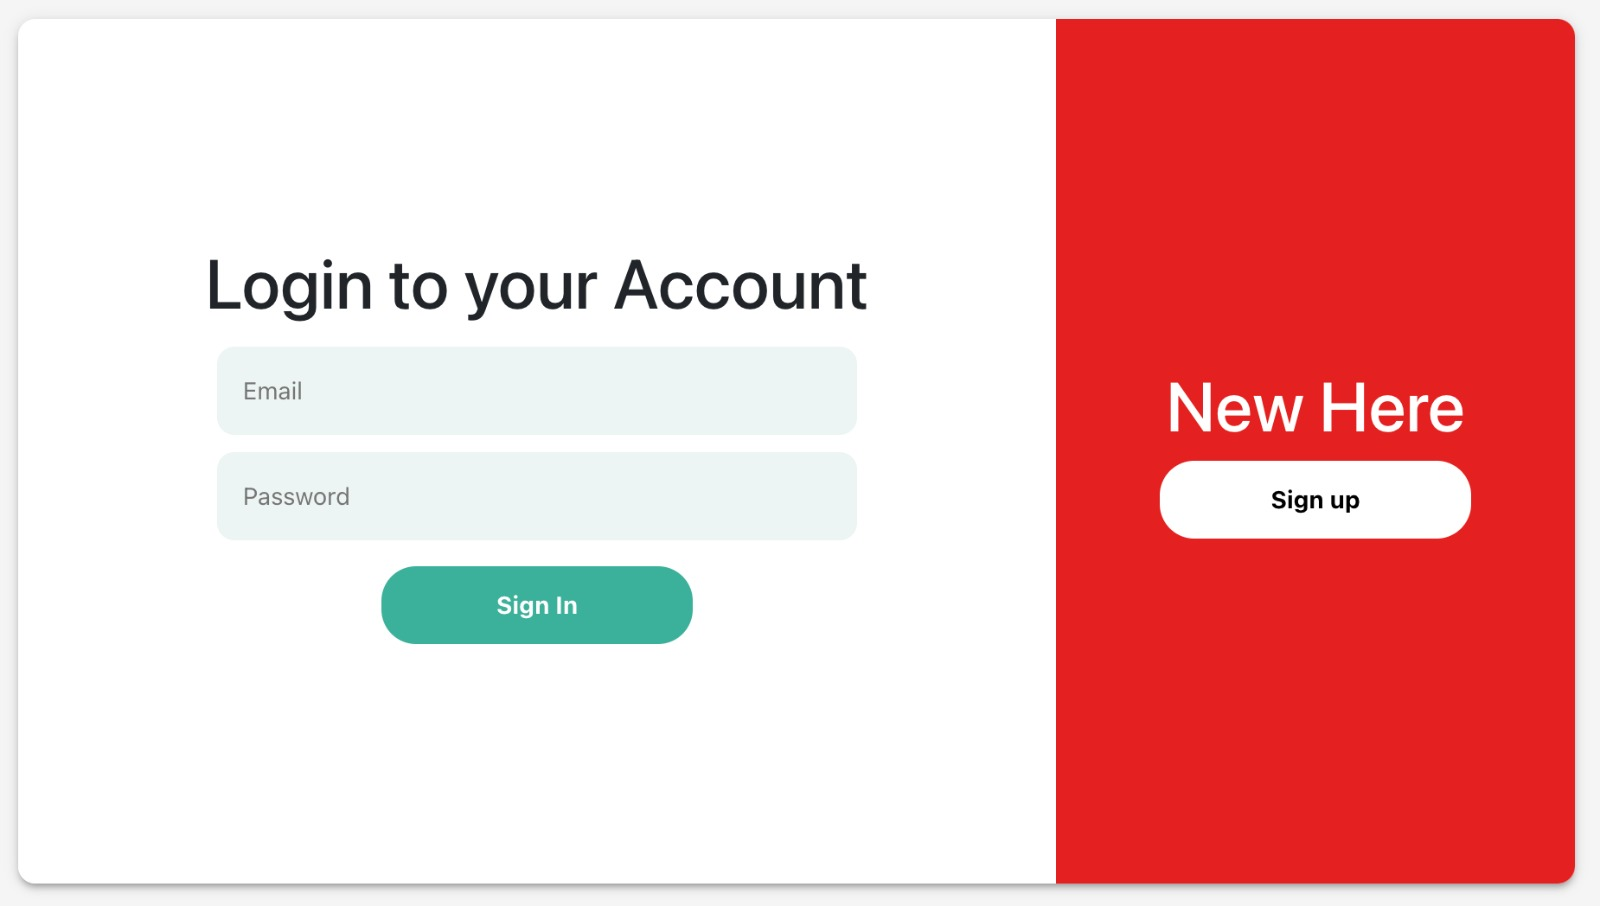 Login to your Account
Email
Password
Sign In
New Here
Sign up